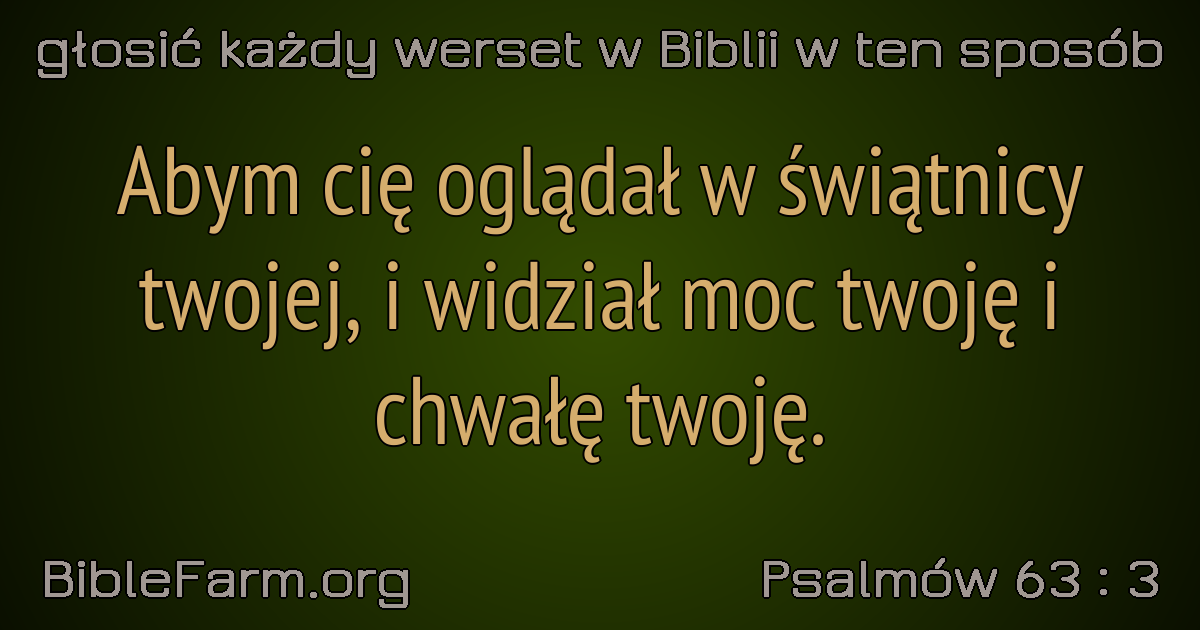 głosić każdy werset w Biblii w ten sposób
Abym cię oglądał w świątnicy
twojej, i widział moc twoję i
chwałę twoję.
BibleFarm.org
Psalmów 63 : 3